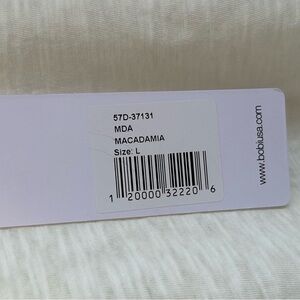 57D-37131
MDA
MACADAMIA
Size: L
1 20000 32220 6
www.bobiusa.com